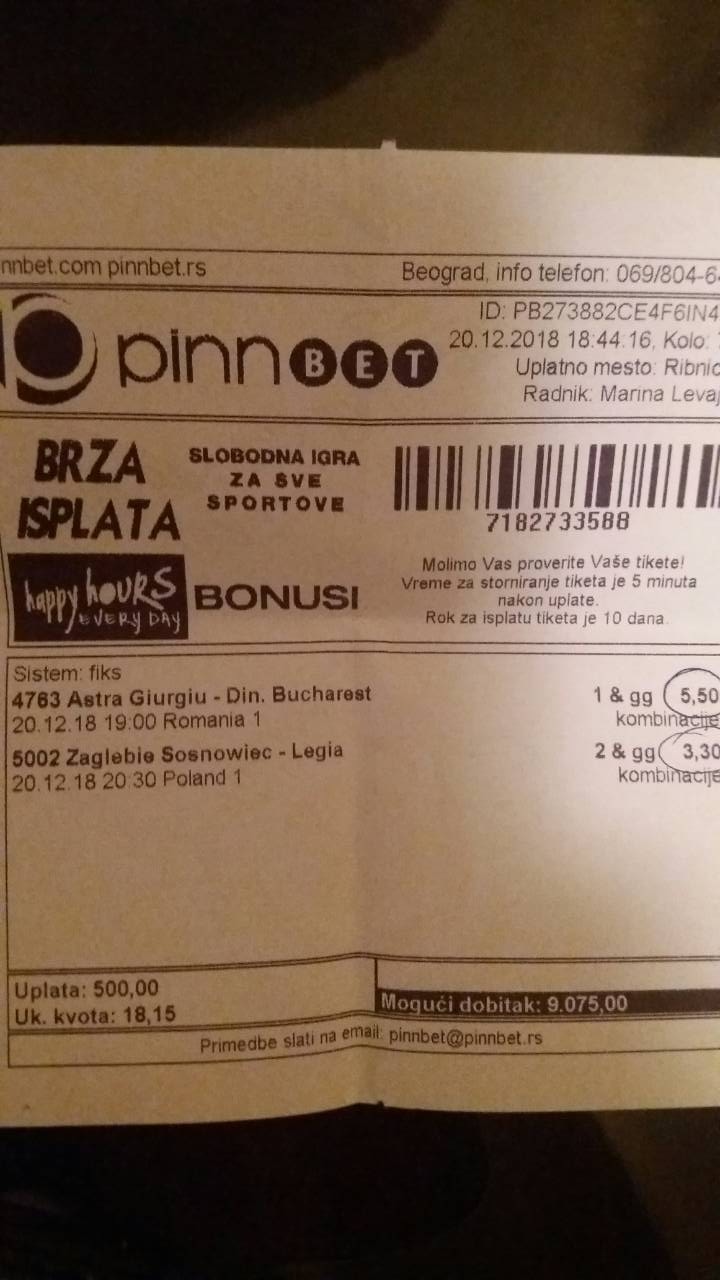 nnbet.com pinnbet.rs
Beograd, info telefon: 069/804-6
ID: PB273882CE4F6IN4
20.12.2018 18:44:16, Kolo:
Uplatno mesto: Ribnic
Radnik: Marina Levaj
pinnBET
BRZA
ISPLATA
SLOBODNA IGRA
ZA SVE
SPORTOVE
7182733588
happy hours
EVERY DAY
BONUSI
Molimo Vas proverite Vaše tikete!
Vreme za storniranje tiketa je 5 minuta
nakon uplate.
Rok za isplatu tiketa je 10 dana.
Sistem: fiks
4763 Astra Giurgiu - Din. Bucharest 1 & gg 5,50
20.12.18 19:00 Romania 1 kombinacije
5002 Zaglebie Sosnowiec - Legia 2 & gg 3,30
20.12.18 20:30 Poland 1 kombinacije
Uplata: 500,00
Uk. kvota: 18,15
Mogući dobitak: 9.075,00
Primedbe slati na email: pinnbet@pinnbet.rs